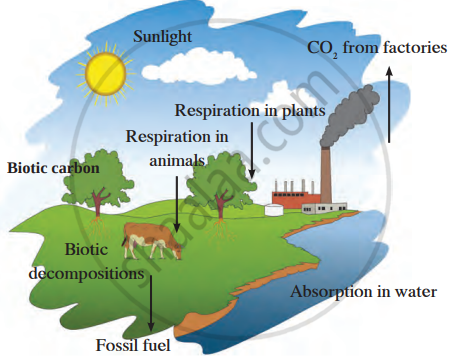 Sunlight
CO₂ from factories
Respiration in plants
Respiration in
animals
Biotic carbon
Biotic
decompositions
Absorption in water
Fossil fuel
shaalaa.com